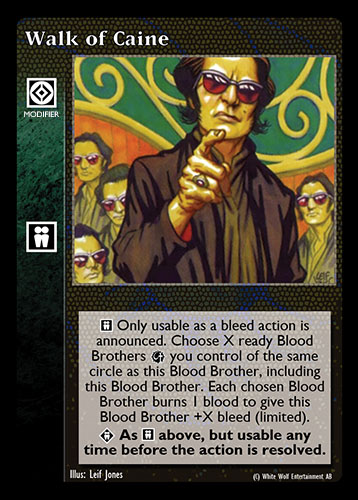 Walk of Caine
MODIFIER
Only usable as a bleed action is
announced. Choose X ready Blood
Brothers you control of the same
circle as this Blood Brother, including
this Blood Brother. Each chosen Blood
Brother burns 1 blood to give this
Blood Brother +X bleed (limited).
As above, but usable any
time before the action is resolved.
Illus: Leif Jones
(C) White Wolf Entertainment AB